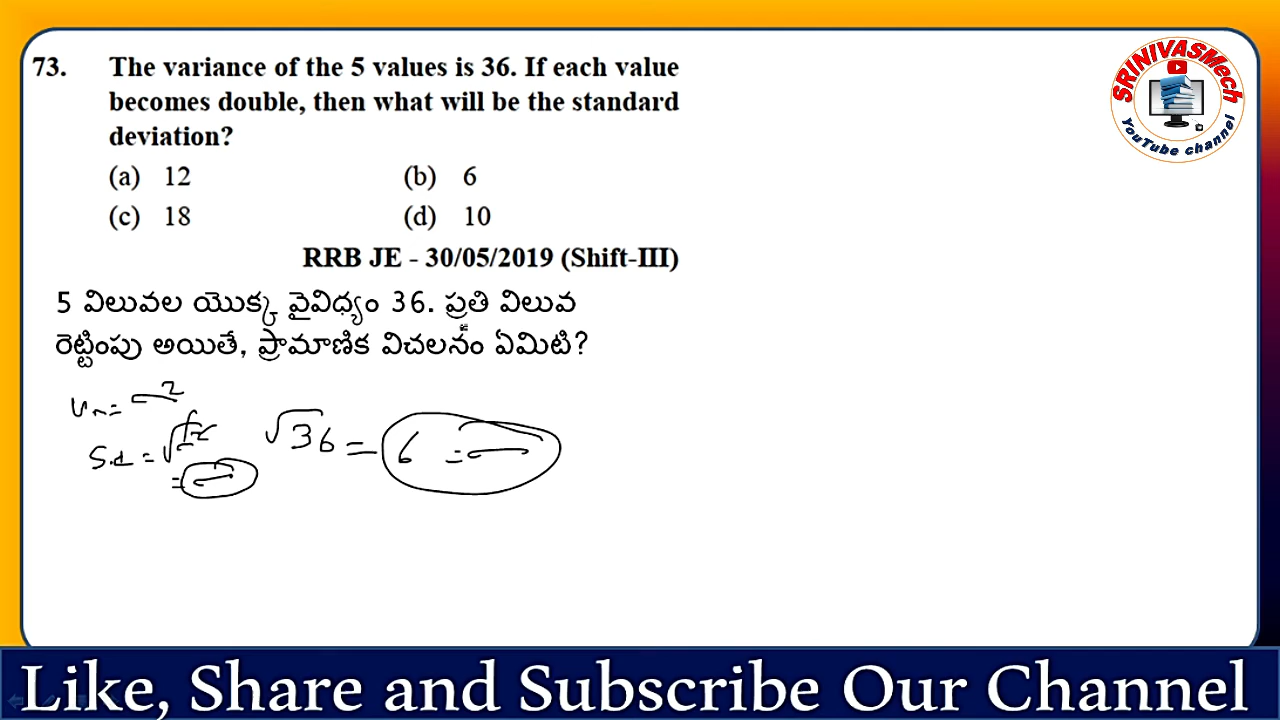 73. The variance of the 5 values is 36. If each value
becomes double, then what will be the standard
deviation?
(a) 12 (b) 6
(c) 18 (d) 10
RRB JE - 30/05/2019 (Shift-III)
5 విలువల యొక్క వైవిధ్యం 36. ప్రతి విలువ
రెట్టింపు అయితే, ప్రామాణిక విచలనం ఏమిటి?
√36 = 6
SRINIVASMech
YouTube channel
Like, Share and Subscribe Our Channel